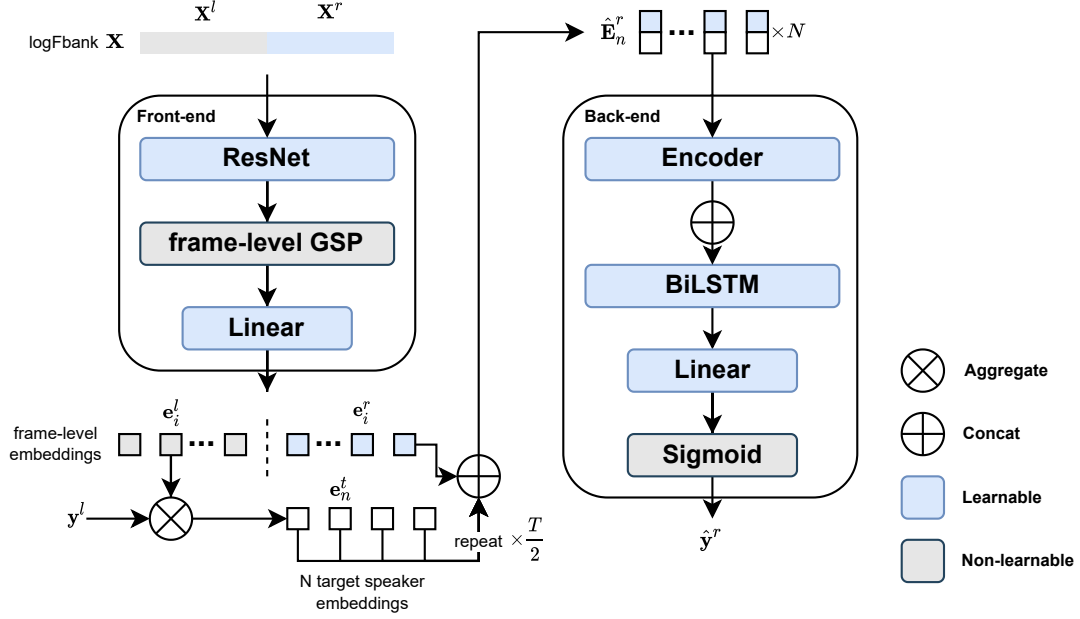 X^l X^r
logFbank X
Front-end
ResNet
frame-level GSP
Linear
e_i^l e_i^r
frame-level
embeddings
...
...
y^l
e_n^t
repeat × T/2
N target speaker
embeddings
Ê_n^r ... × N
Back-end
Encoder
BiLSTM
Linear
Sigmoid
ŷ^r
Aggregate
Concat
Learnable
Non-learnable